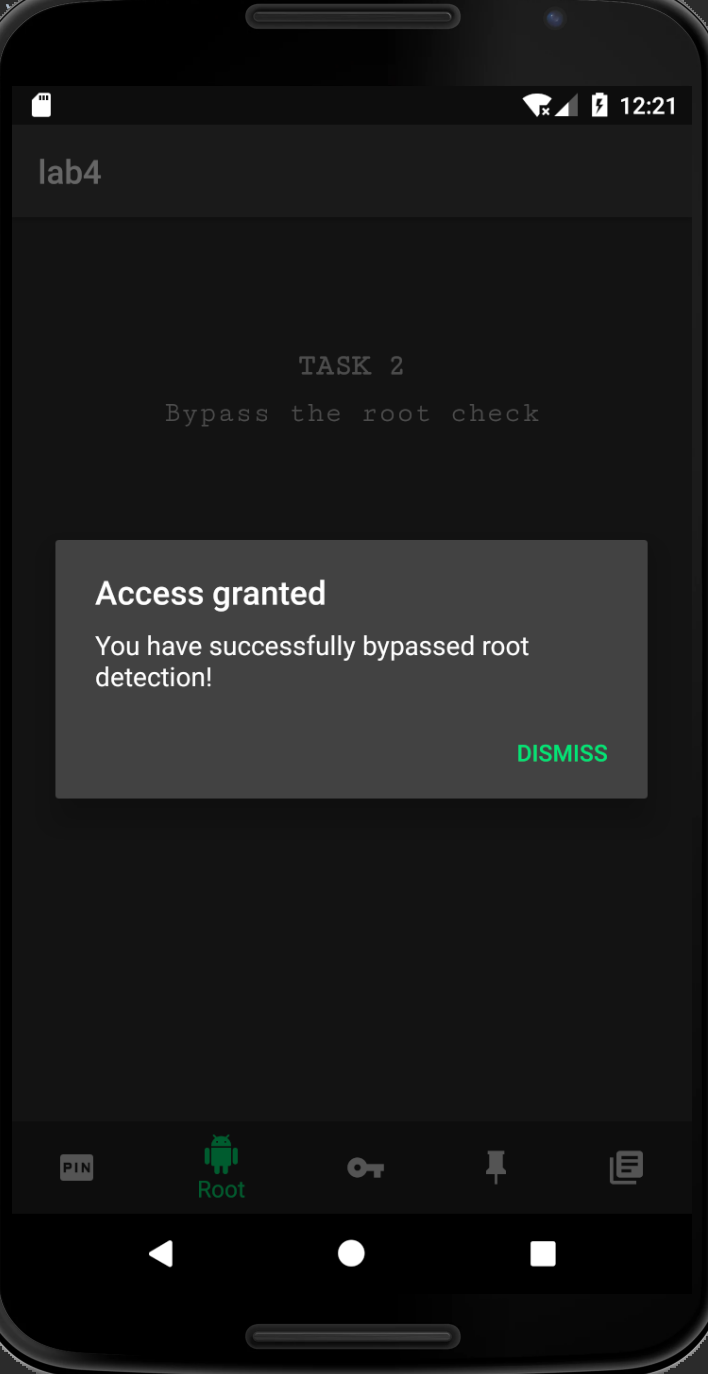 12:21
lab4
TASK 2
Bypass the root check
Access granted
You have successfully bypassed root
detection!
DISMISS
PIN
Root